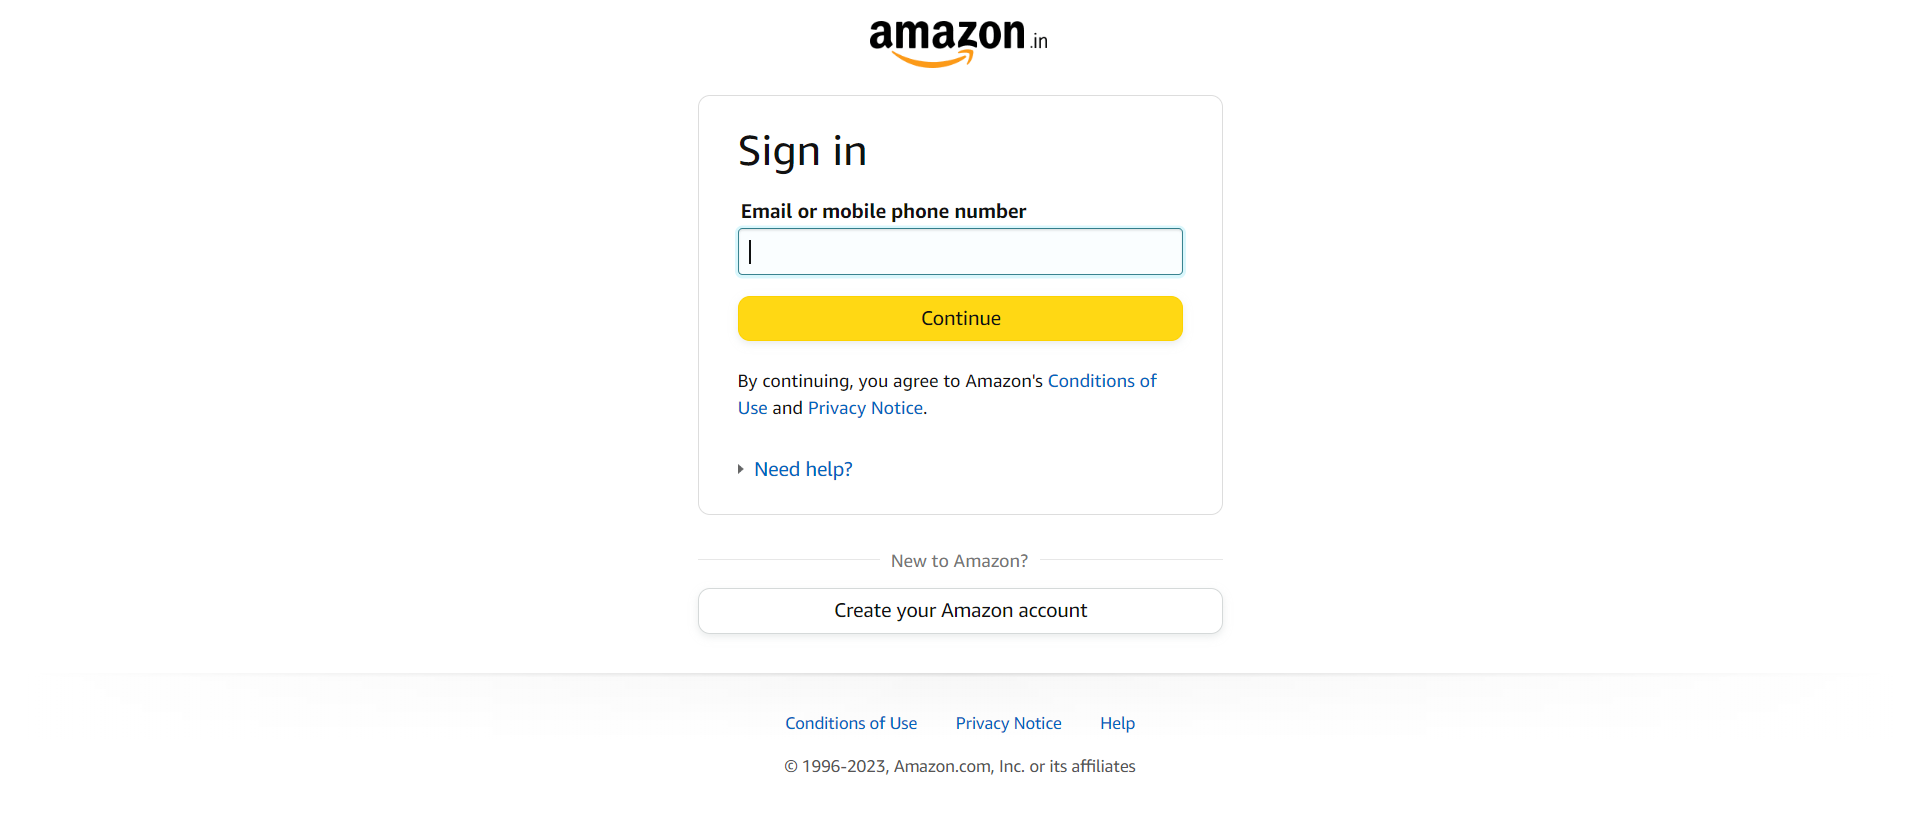 amazon.in
Sign in
Email or mobile phone number
Continue
By continuing, you agree to Amazon's Conditions of
Use and Privacy Notice.
Need help?
New to Amazon?
Create your Amazon account
Conditions of Use Privacy Notice Help
© 1996-2023, Amazon.com, Inc. or its affiliates